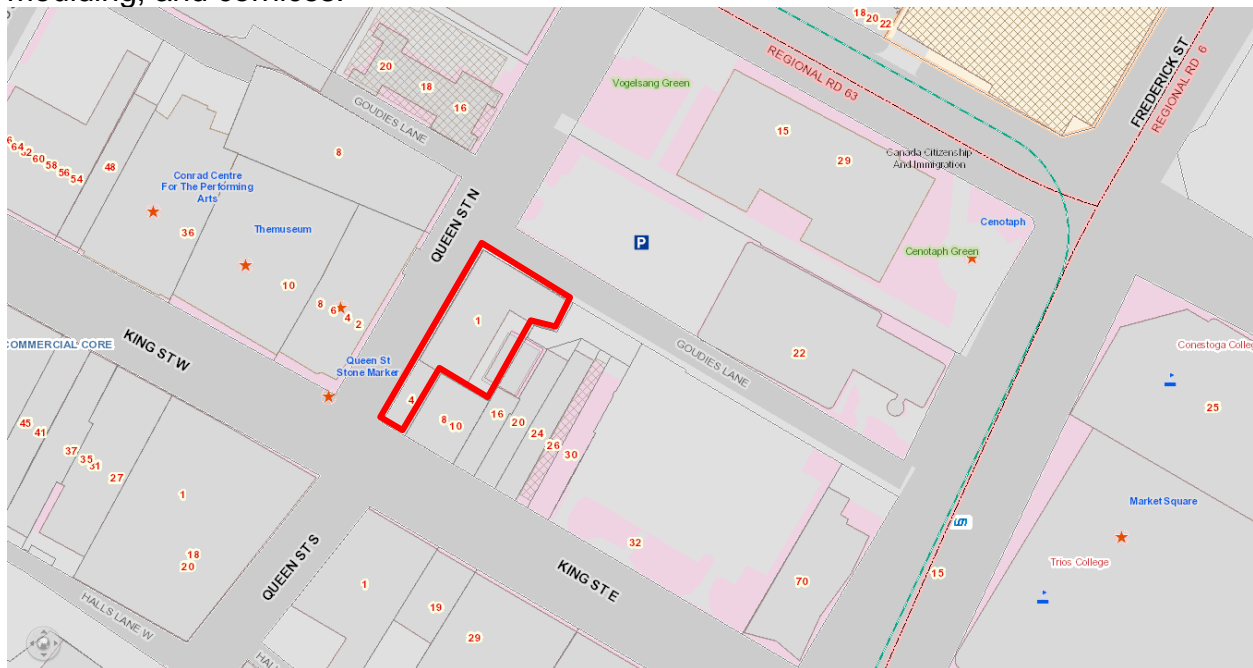 moulding, and cornices.
18
20
22
FREDERICK ST
REGIONAL RD 6
REGIONAL RD 63
20
18
16
GOUDIES LANE
Vogelsang Green
15
29
Canada Citizenship
And Immigration
64
60
58
56
54
48
8
Conrad Centre
For The Performing
Arts
36
Themuseum
QUEEN ST N
P
Cenotaph
Cenotaph Green
10
8
6
4
2
1
KING ST W
COMMERCIAL CORE
Queen St
Stone Marker
GOUDIES LANE
22
Conestoga Colleg
25
4
8
10
16
20
24
26
30
45
41
37
35
31
27
1
18
20
Market Square
Trios College
32
70
15
QUEEN ST S
KING ST E
1
19
29
HALLS LANE W
HAL